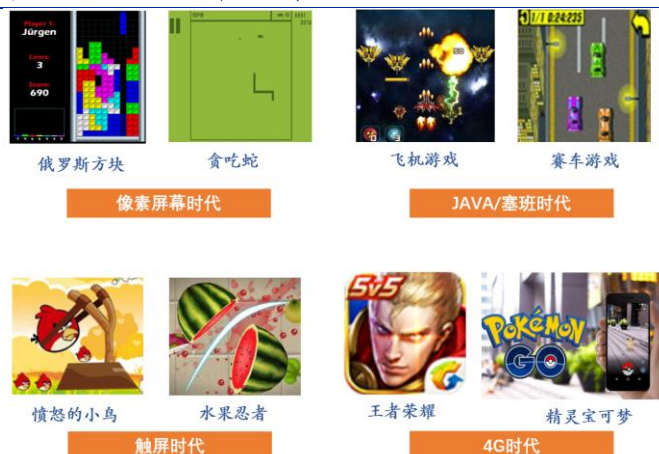 Player 1:
Jürgen
Lines:
3
Score:
690
俄罗斯方块
贪吃蛇
像素屏幕时代
50
1/1 0:24:235
飞机游戏
赛车游戏
JAVA/塞班时代
愤怒的小鸟
水果忍者
触屏时代
5v5
王者荣耀
POKÉMON
GO
精灵宝可梦
4G时代